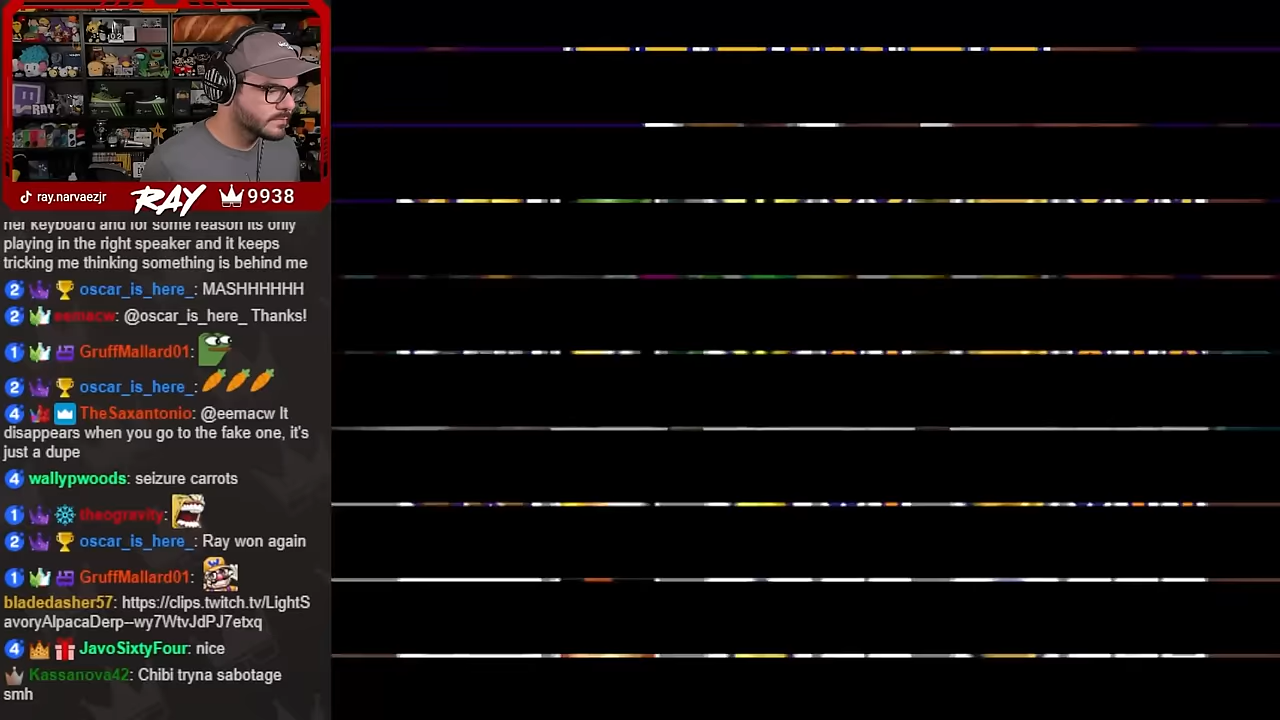 RAY
ray.narvaezjr
RAY
9938
her keyboard and for some reason its only
playing in the right speaker and it keeps
tricking me thinking something is behind me
2 oscar_is_here_: MASHHHHHH
2 eemacw: @oscar_is_here_ Thanks!
1 GruffMallard01:
2 oscar_is_here_:
4 TheSaxantonio: @eemacw It
disappears when you go to the fake one, it's
just a dupe
4 wallypwoods: seizure carrots
1 theogravity:
2 oscar_is_here_: Ray won again
1 GruffMallard01:
bladedasher57: https://clips.twitch.tv/LightS
avoryAlpacaDerp--wy7WtvJdPJ7etxq
4 JavoSixtyFour: nice
Kassanova42: Chibi tryna sabotage
smh